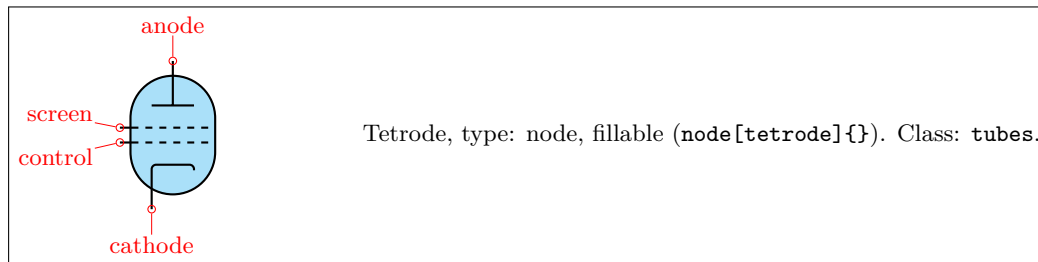 anode
screen
control
cathode
Tetrode, type: node, fillable (node[tetrode]{}). Class: tubes.